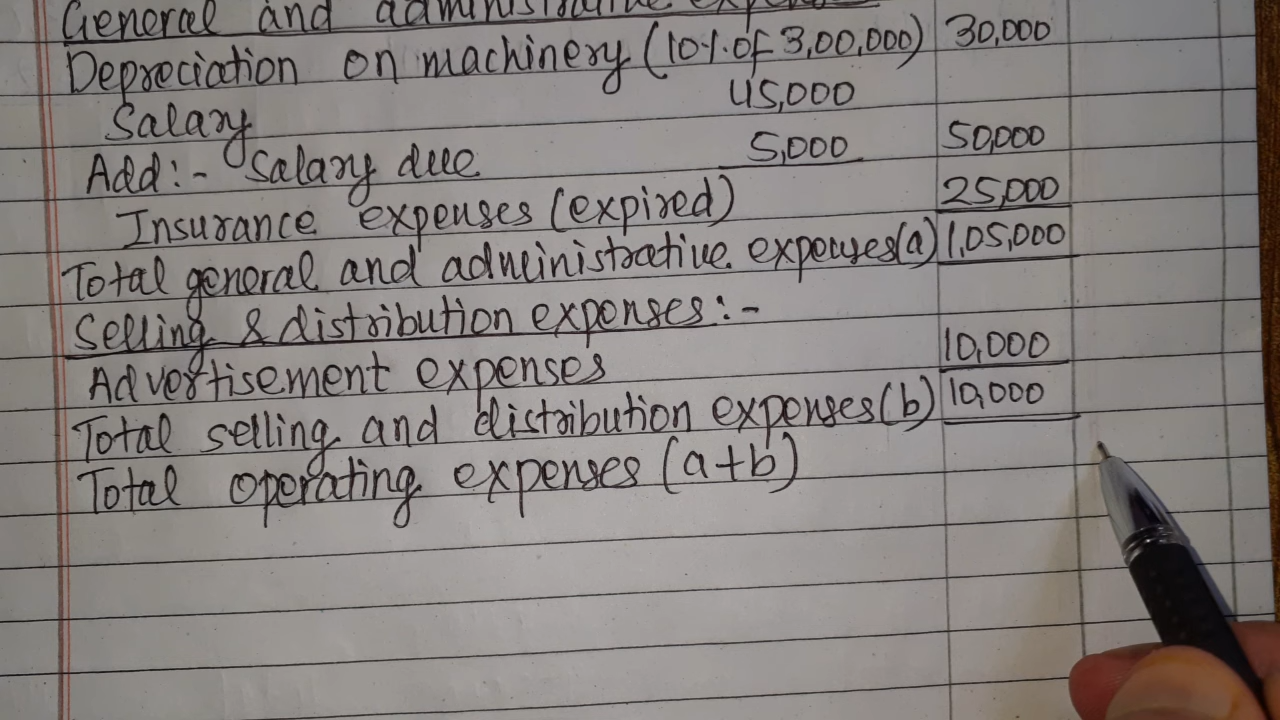 General and administrative expenses
Depreciation on machinery (10% of 3,00,000) 30,000
Salary 45,000
Add:- Salary due 5,000 50,000
Insurance expenses (expired) 25,000
Total general and administrative expenses (a) 1,05,000
Selling & distribution expenses:-
Advertisement expenses 10,000
Total selling and distribution expenses (b) 10,000
Total operating expenses (a+b)